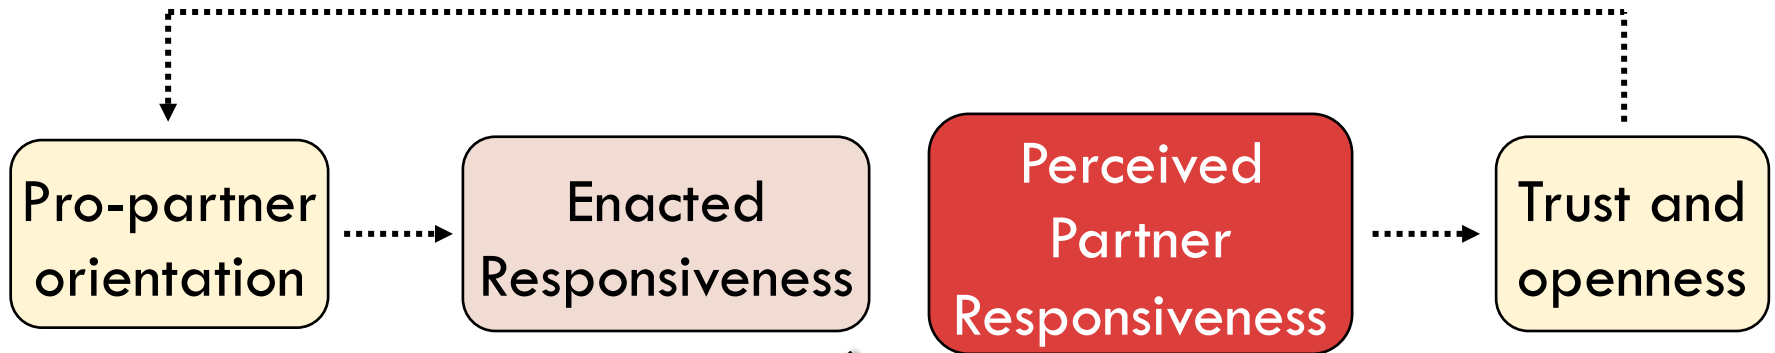 Pro-partner
orientation
Enacted
Responsiveness
Perceived
Partner
Responsiveness
Trust and
openness